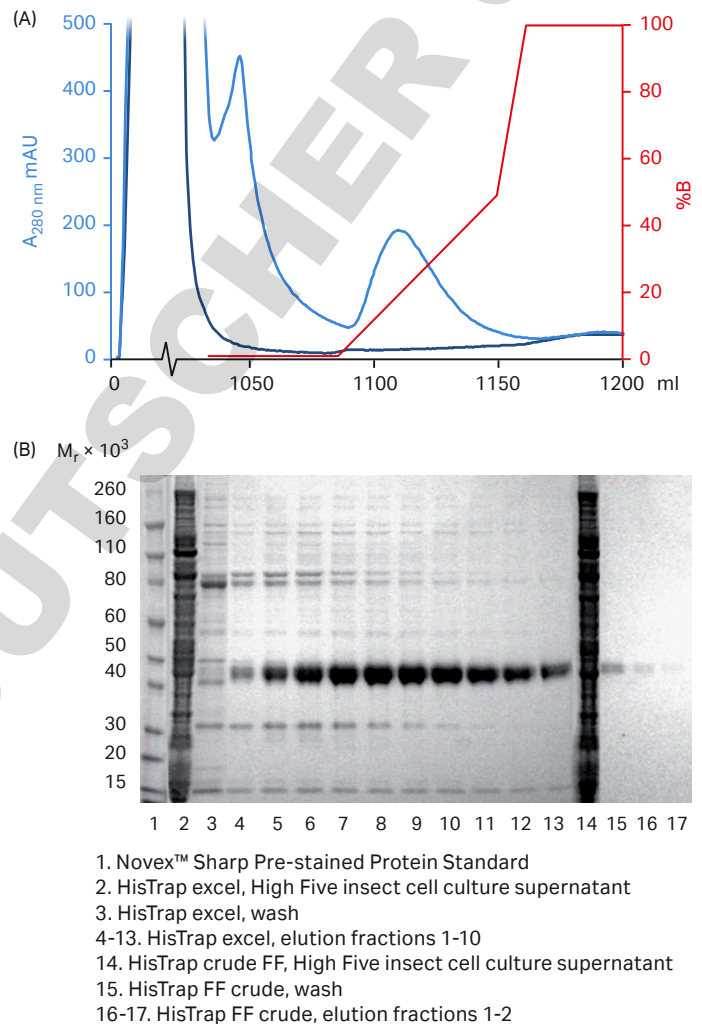 (A)
500
400
300
200
100
0
A280 nm mAU
100
80
60
40
20
0
%B
0 1050 1100 1150 1200 ml
UTSCHER
(B) Mr × 10³
260
160
110
80
60
50
40
30
20
15
1 2 3 4 5 6 7 8 9 10 11 12 13 14 15 16 17
1. Novex™ Sharp Pre-stained Protein Standard
2. HisTrap excel, High Five insect cell culture supernatant
3. HisTrap excel, wash
4-13. HisTrap excel, elution fractions 1-10
14. HisTrap crude FF, High Five insect cell culture supernatant
15. HisTrap FF crude, wash
16-17. HisTrap FF crude, elution fractions 1-2